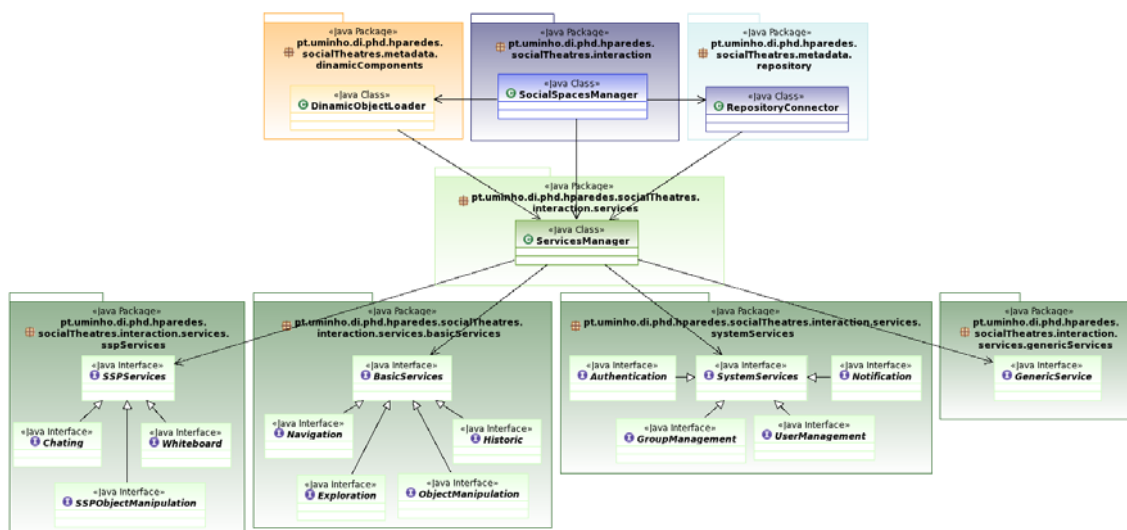 «Java Package»
pt.uminho.di.phd.hparedes.
socialTheatres.metadata.
dinamicComponents
«Java Class»
DinamicObjectLoader
«Java Package»
pt.uminho.di.phd.hparedes.
socialTheatres.interaction
«Java Class»
SocialSpacesManager
«Java Package»
pt.uminho.di.phd.hparedes.
socialTheatres.metadata.
repository
«Java Class»
RepositoryConnector
«Java Package»
pt.uminho.di.phd.hparedes.socialTheatres.
interaction.services
«Java Class»
ServicesManager
«Java Package»
pt.uminho.di.phd.hparedes.
socialTheatres.interaction.services.
sspServices
«Java Interface»
SSPServices
«Java Interface»
Chating
«Java Interface»
Whiteboard
«Java Interface»
SSPObjectManipulation
«Java Package»
pt.uminho.di.phd.hparedes.socialTheatres.
interaction.services.basicServices
«Java Interface»
BasicServices
«Java Interface»
Navigation
«Java Interface»
Historic
«Java Interface»
Exploration
«Java Interface»
ObjectManipulation
«Java Package»
pt.uminho.di.phd.hparedes.socialTheatres.interaction.services.
systemServices
«Java Interface»
Authentication
«Java Interface»
SystemServices
«Java Interface»
Notification
«Java Interface»
GroupManagement
«Java Interface»
UserManagement
«Java Package»
pt.uminho.di.phd.hparedes.
socialTheatres.interaction.
services.genericServices
«Java Interface»
GenericService